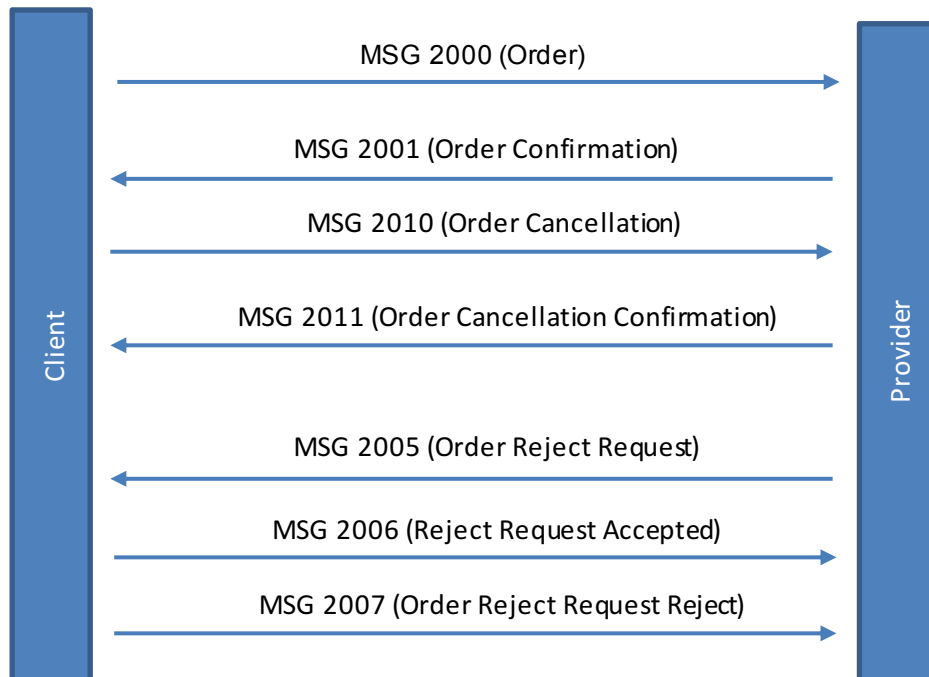 MSG 2000 (Order)
MSG 2001 (Order Confirmation)
MSG 2010 (Order Cancellation)
MSG 2011 (Order Cancellation Confirmation)
Client
Provider
MSG 2005 (Order Reject Request)
MSG 2006 (Reject Request Accepted)
MSG 2007 (Order Reject Request Reject)